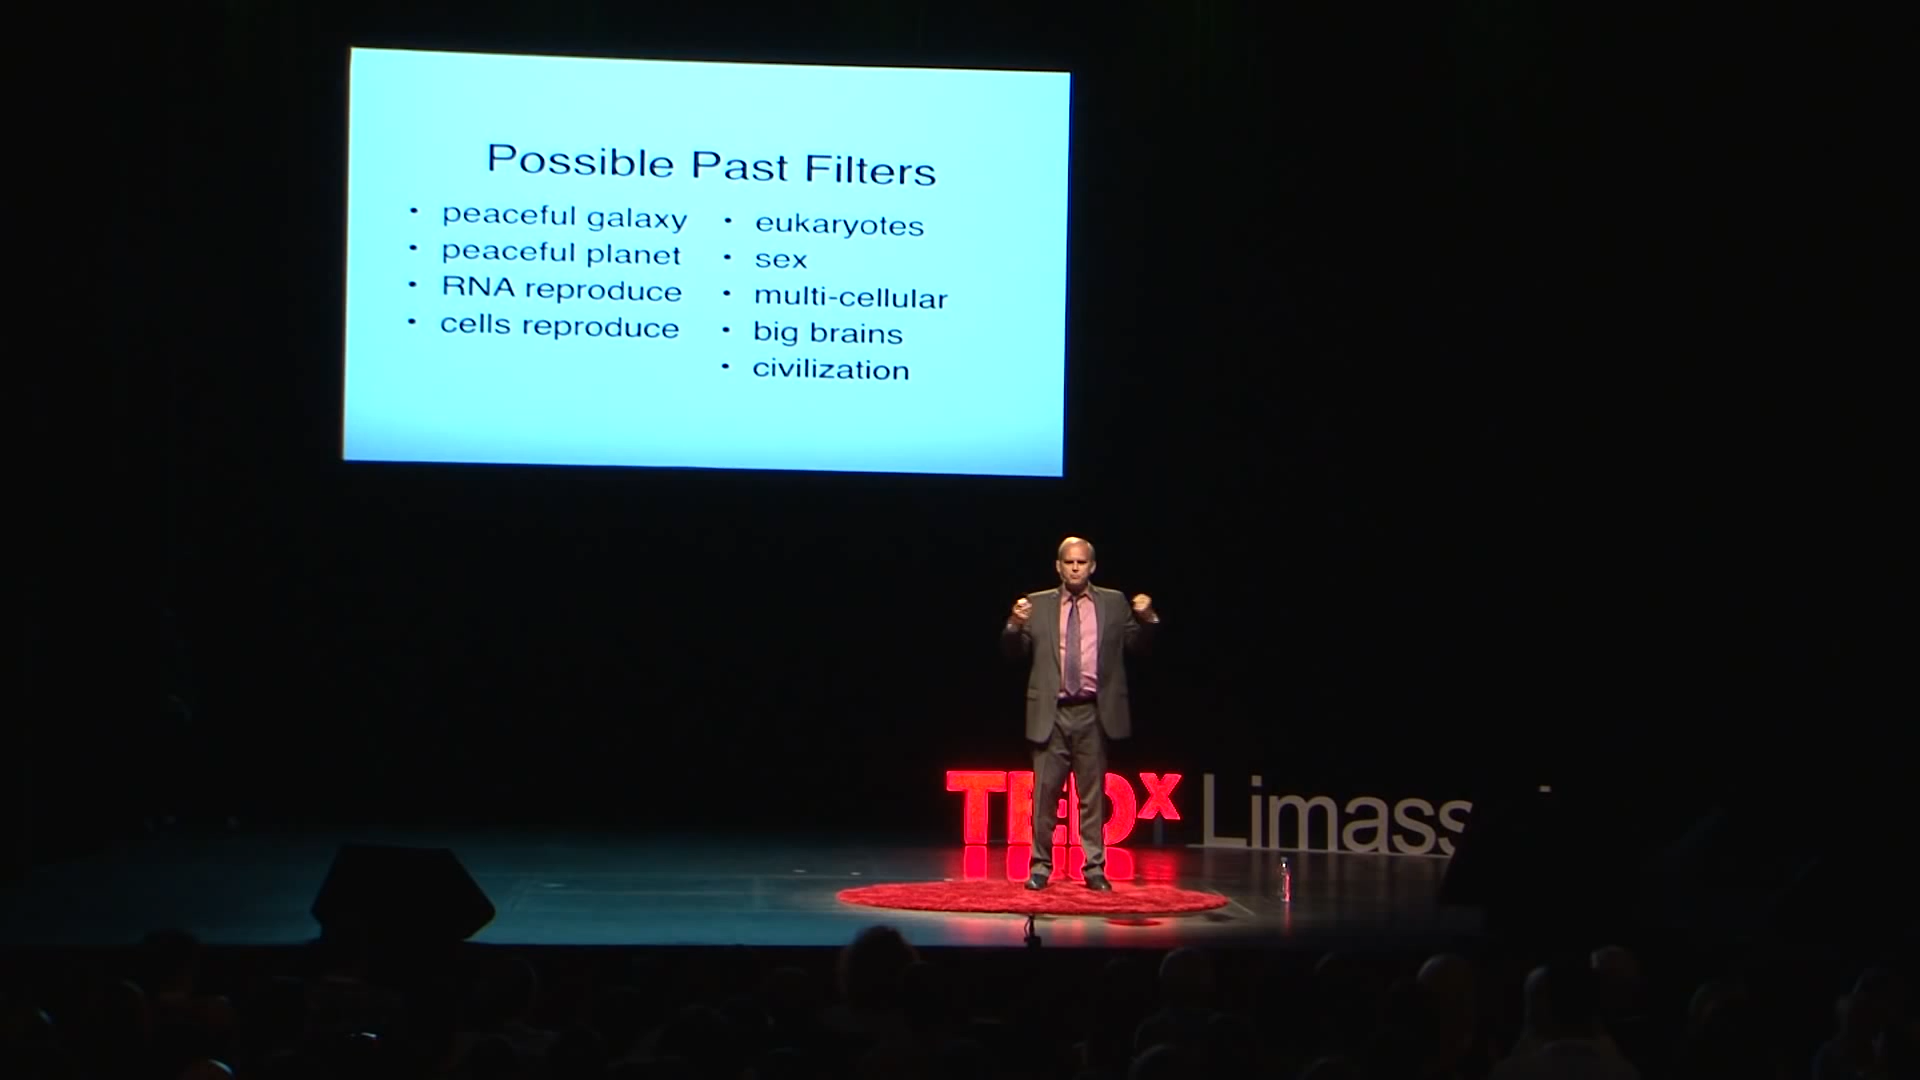 Possible Past Filters
• peaceful galaxy
• peaceful planet
• RNA reproduce
• cells reproduce
• eukaryotes
• sex
• multi-cellular
• big brains
• civilization
TEDx Limass